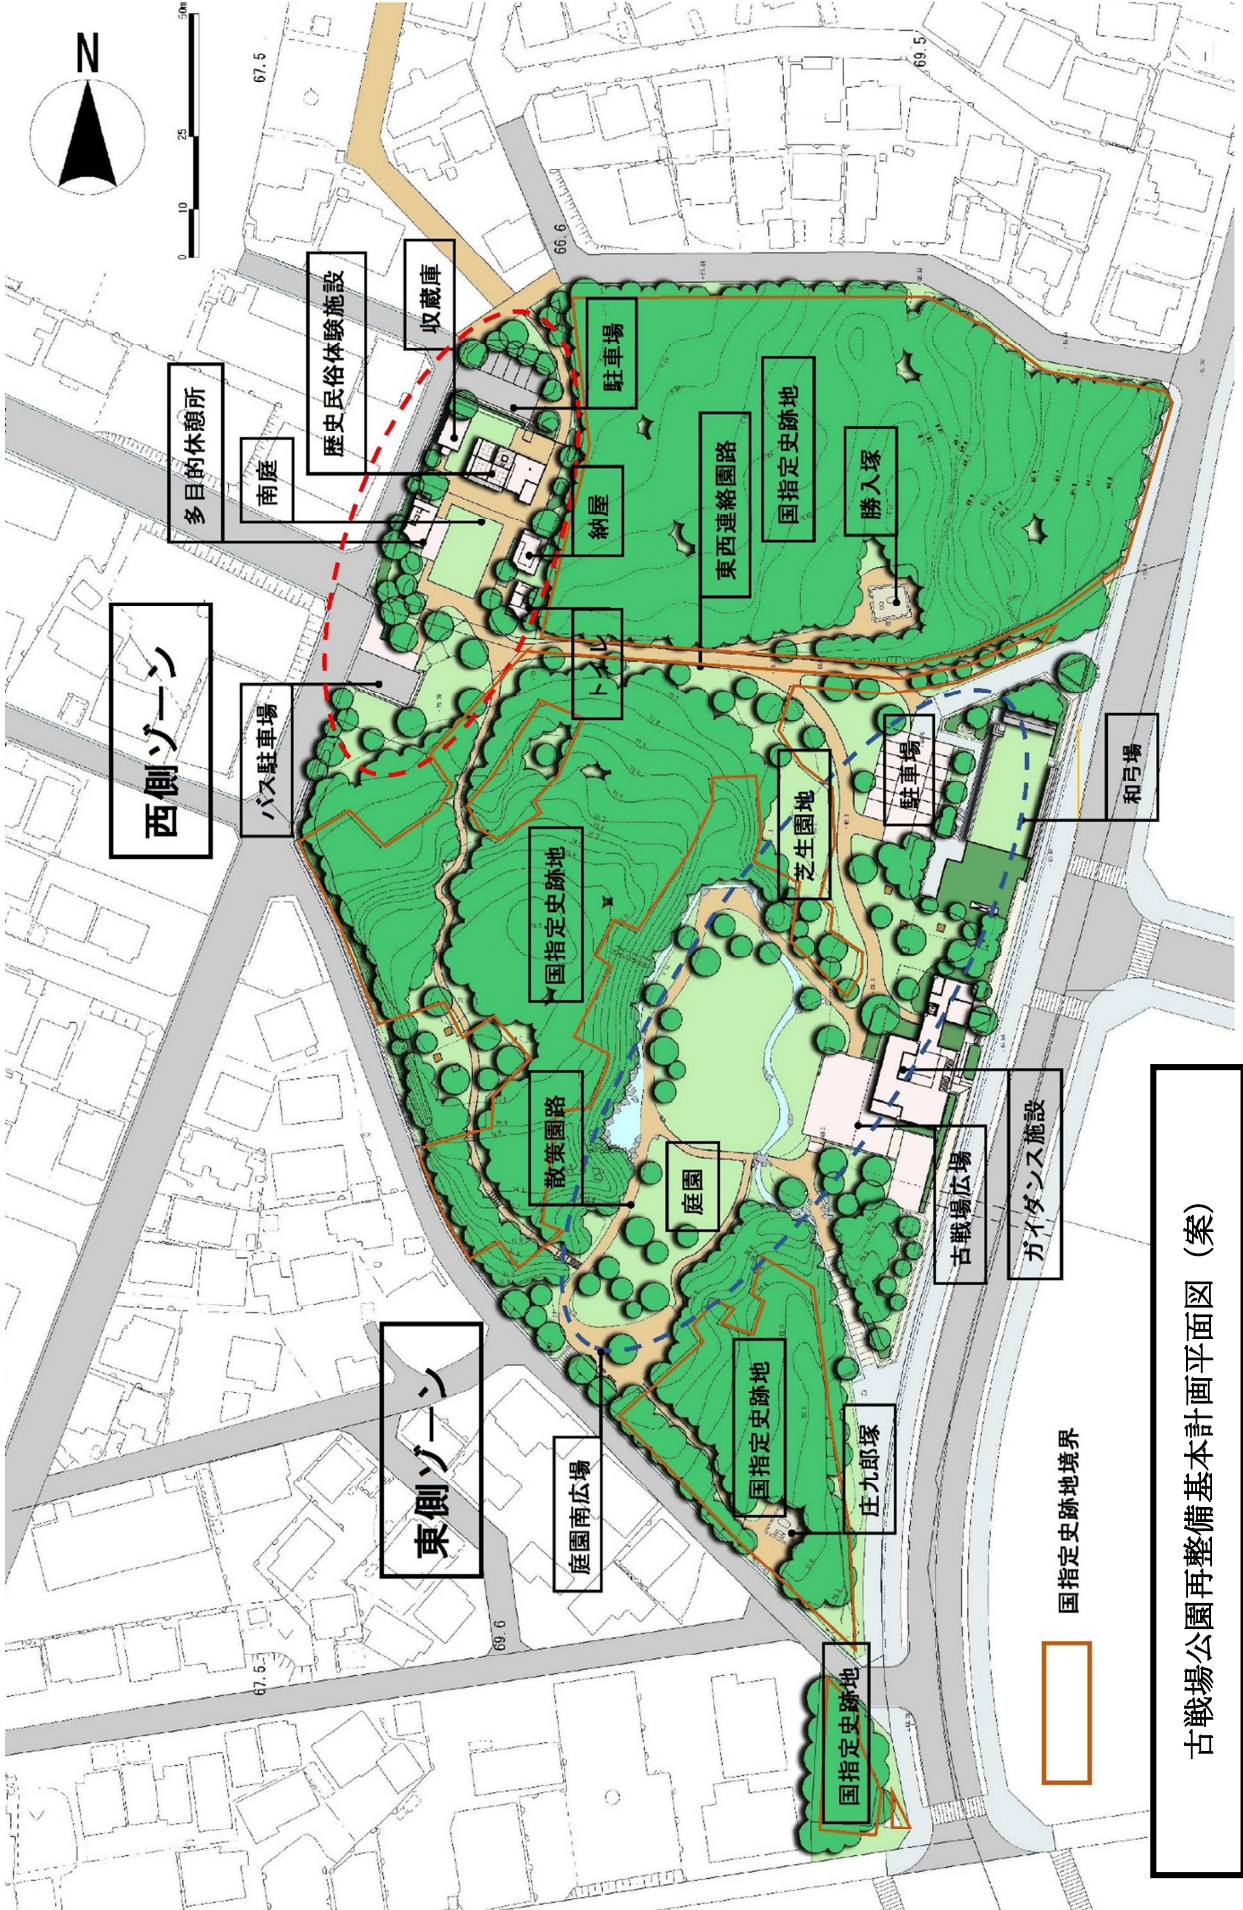 古戦場公園再整備基本計画平面図（案）
N
0 10 25 50m
西側ゾーン
東側ゾーン
多目的休憩所
南庭
歴史民俗体験施設
収蔵庫
バス駐車場
駐車場
納屋
トイレ
東西連絡園路
国指定史跡地
勝入塚
国指定史跡地
芝生園地
駐車場
和弓場
散策園路
庭園
古戦場広場
ガイダンス施設
庭園南広場
国指定史跡地
庄九郎塚
国指定史跡地
国指定史跡地境界
67.5
69.5
66.6
69.6
67.5